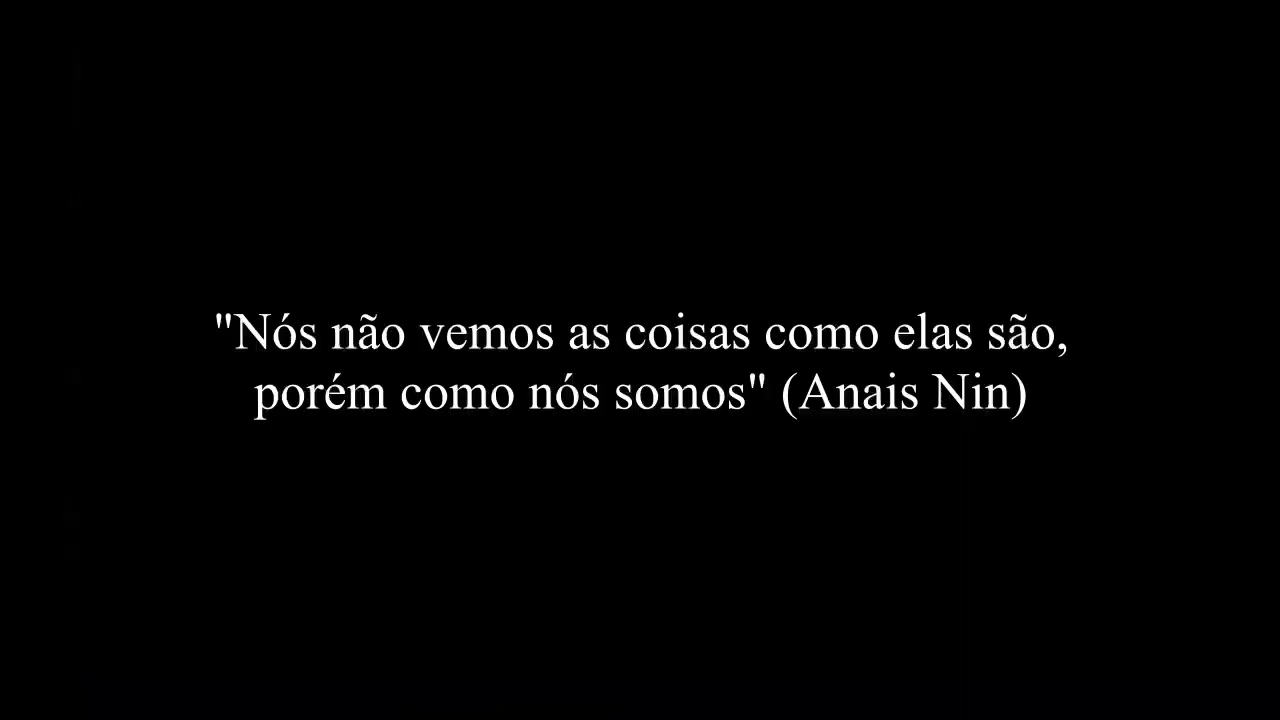 "Nós não vemos as coisas como elas são,
porém como nós somos" (Anais Nin)